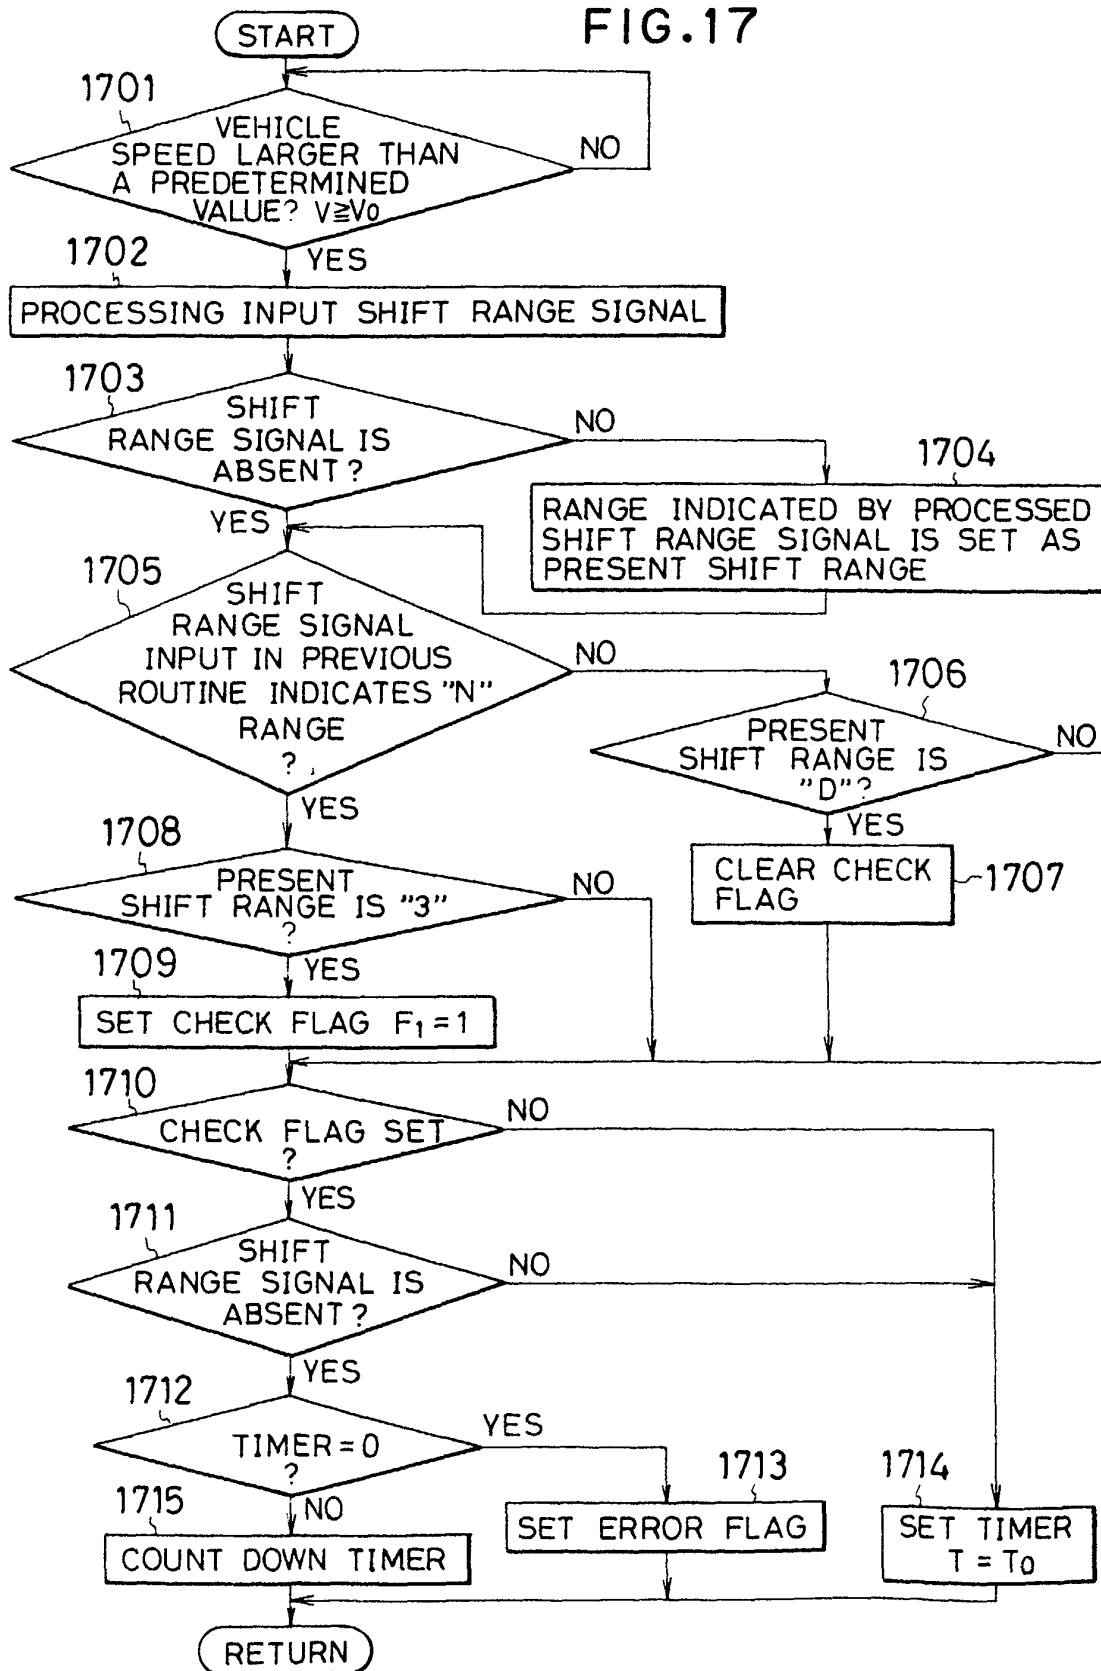 FIG.17
START
1701
VEHICLE
SPEED LARGER THAN
A PREDETERMINED
VALUE? V≧V0
NO
YES
1702
PROCESSING INPUT SHIFT RANGE SIGNAL
1703
SHIFT
RANGE SIGNAL IS
ABSENT?
NO
YES
1704
RANGE INDICATED BY PROCESSED
SHIFT RANGE SIGNAL IS SET AS
PRESENT SHIFT RANGE
1705
SHIFT
RANGE SIGNAL
INPUT IN PREVIOUS
ROUTINE INDICATES "N"
RANGE
?
NO
YES
1706
PRESENT
SHIFT RANGE IS
"D"?
NO
YES
CLEAR CHECK
FLAG
1707
1708
PRESENT
SHIFT RANGE IS "3"
?
NO
YES
1709
SET CHECK FLAG F1 = 1
1710
CHECK FLAG SET
?
NO
YES
1711
SHIFT
RANGE SIGNAL IS
ABSENT?
NO
YES
1712
TIMER = 0
?
YES
NO
1713
SET ERROR FLAG
1714
SET TIMER
T = T0
1715
COUNT DOWN TIMER
RETURN